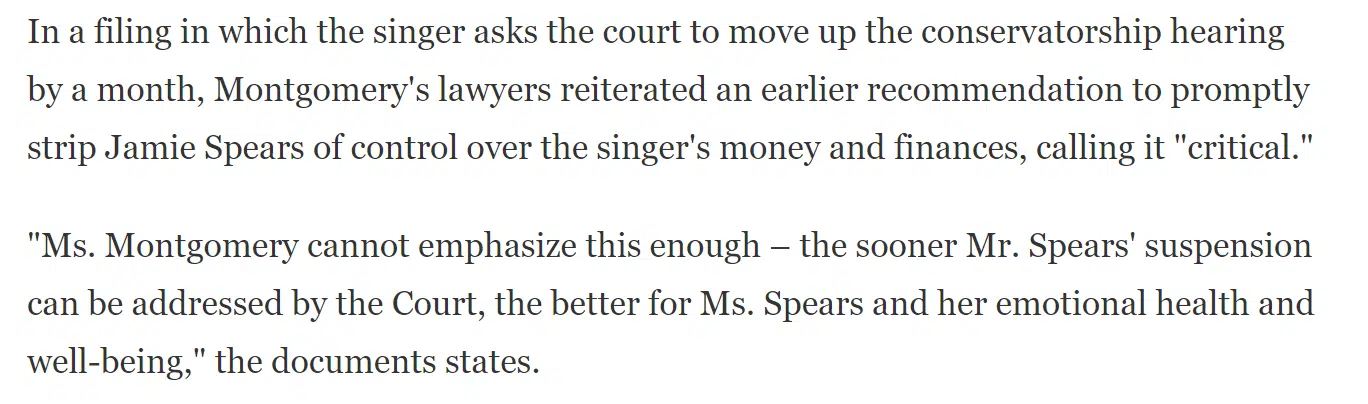 In a filing in which the singer asks the court to move up the conservatorship hearing
by a month, Montgomery's lawyers reiterated an earlier recommendation to promptly
strip Jamie Spears of control over the singer's money and finances, calling it "critical."
"Ms. Montgomery cannot emphasize this enough – the sooner Mr. Spears' suspension
can be addressed by the Court, the better for Ms. Spears and her emotional health and
well-being," the documents states.